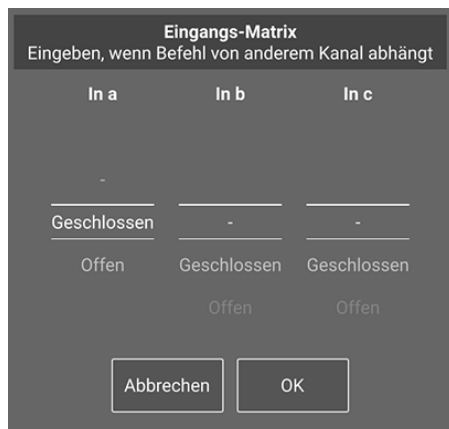 Eingangs-Matrix
Eingeben, wenn Befehl von anderem Kanal abhängt
In a In b In c
-
Geschlossen - -
Offen Geschlossen Geschlossen
Offen Offen
Abbrechen OK